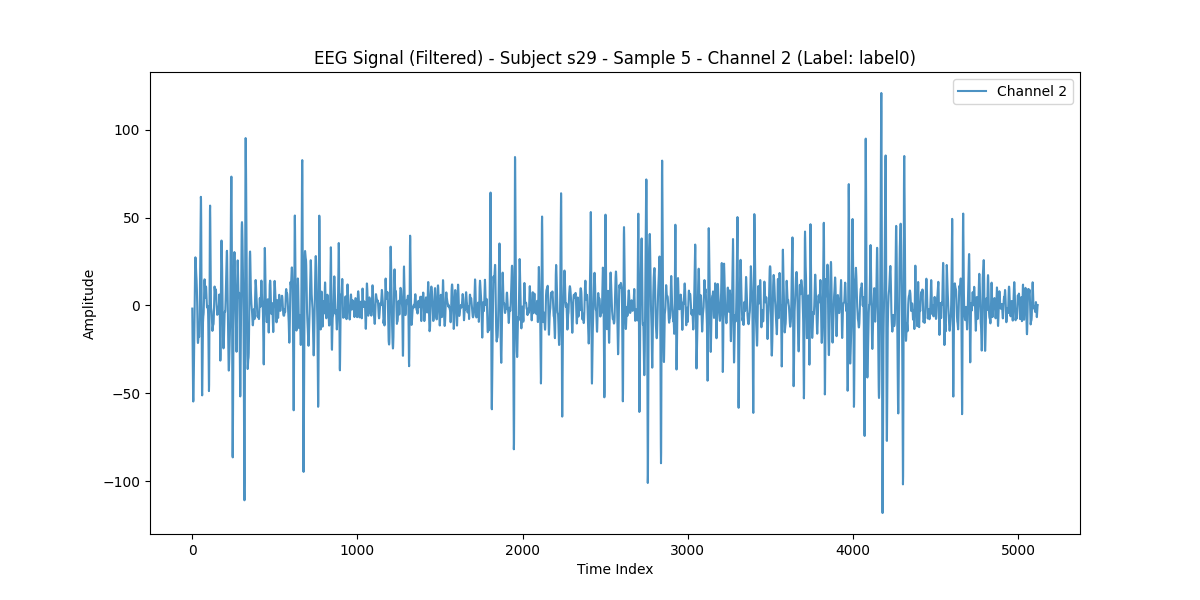 EEG Signal (Filtered) - Subject s29 - Sample 5 - Channel 2 (Label: label0)
Channel 2
100
50
0
−50
−100
Amplitude
0 1000 2000 3000 4000 5000
Time Index